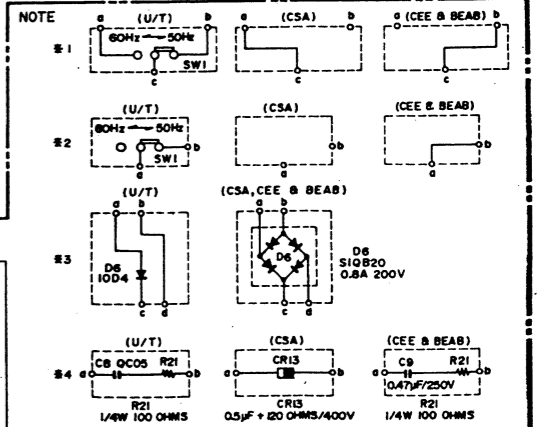 NOTE
(U/T) (CSA) (CEE & BEAB)
a b a b a b
60Hz 50Hz
※1 SW1
c c c
(U/T) (CSA) (CEE & BEAB)
60Hz 50Hz
※2 b b b
SW1
a a a
(U/T) (CSA, CEE & BEAB)
a b a b
※3 D6 D6 D6
10D4 S1QB20
0.8A 200V
c d c d
(U/T) (CSA) (CEE & BEAB)
C8 QC05 R21 CR13 C9 R21
※4 a b a b a b
0.47μF/250V
R21 CR13 R21
1/4W 100 OHMS 0.5μF + 120 OHMS/400V 1/4W 100 OHMS